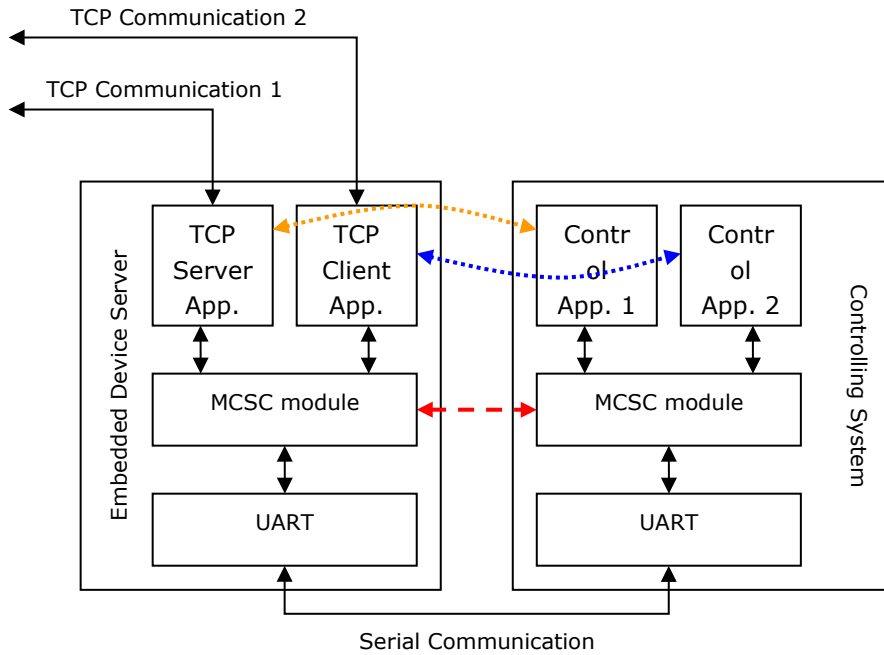 TCP Communication 2
TCP Communication 1
Embedded Device Server
TCP
Server
App.
TCP
Client
App.
MCSC module
UART
Contr
ol
App. 1
Contr
ol
App. 2
MCSC module
UART
Controlling System
Serial Communication